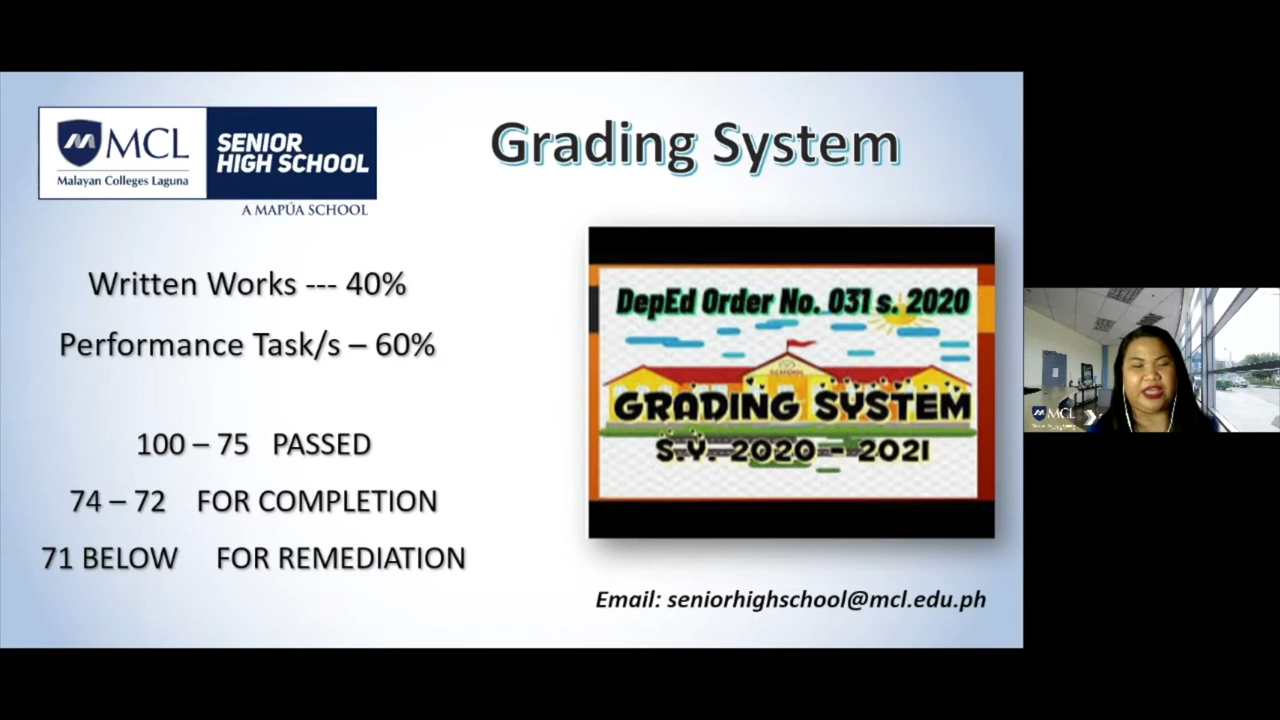 MCL
Malayan Colleges Laguna
SENIOR
HIGH SCHOOL
A MAPÚA SCHOOL
Grading System
Written Works --- 40%
Performance Task/s – 60%
100 – 75 PASSED
74 – 72 FOR COMPLETION
71 BELOW FOR REMEDIATION
DepEd Order No. 031 s. 2020
SCHOOL
GRADING SYSTEM
S.Y. 2020 - 2021
Email: seniorhighschool@mcl.edu.ph
MCL